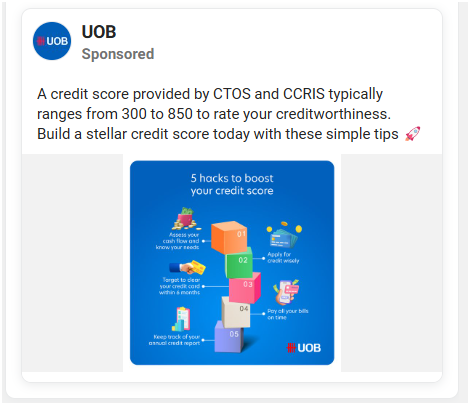 UOB
UOB
Sponsored
A credit score provided by CTOS and CCRIS typically
ranges from 300 to 850 to rate your creditworthiness.
Build a stellar credit score today with these simple tips 🚀
5 hacks to boost
your credit score
01
Assess your
cash flow and
know your needs
02
Apply for
credit wisely
03
Target to clear
your credit card
within 6 months
04
Pay all your bills
on time
05
Keep track of your
annual credit report
UOB